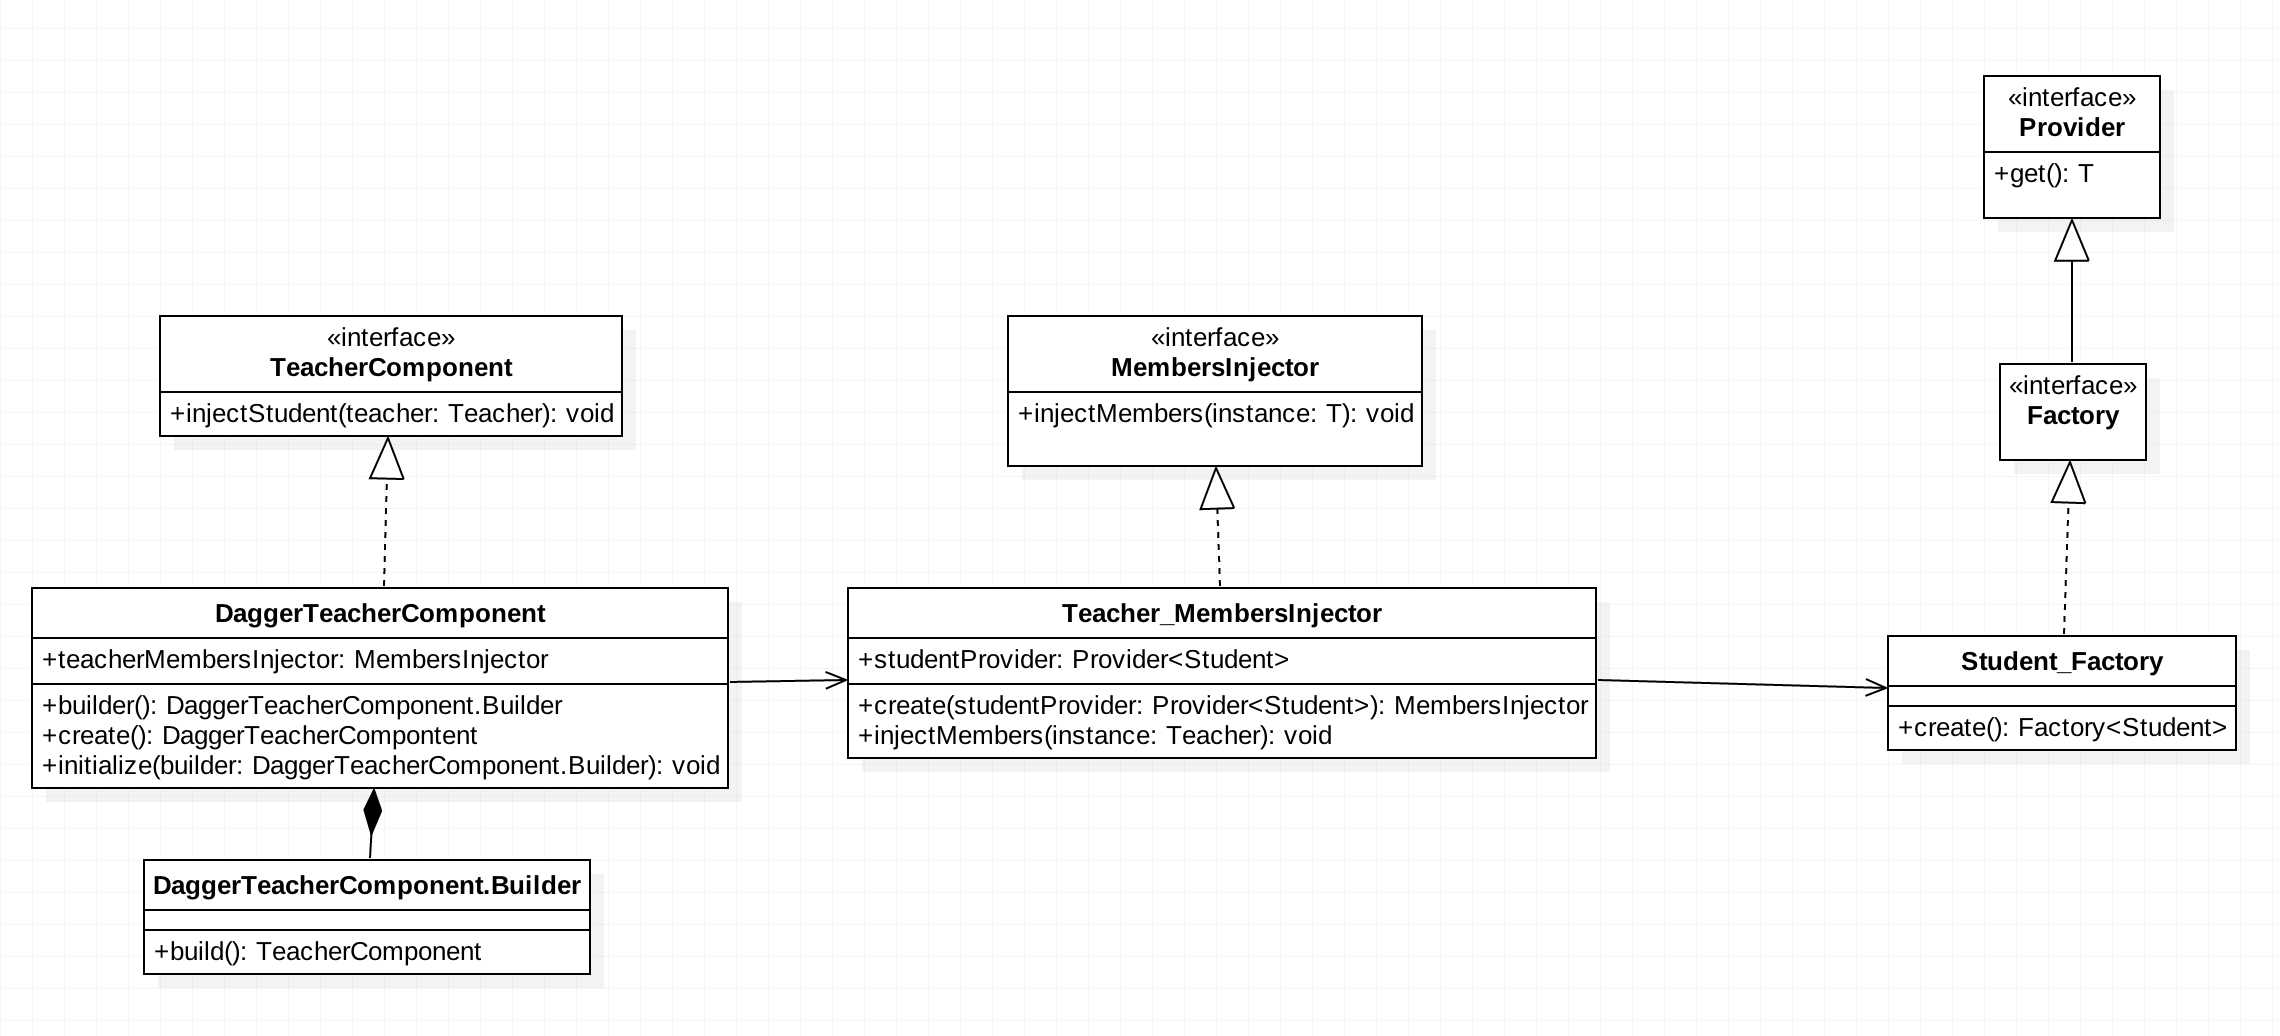 «interface»
Provider
+get(): T
«interface»
TeacherComponent
+injectStudent(teacher: Teacher): void
«interface»
MembersInjector
+injectMembers(instance: T): void
«interface»
Factory
DaggerTeacherComponent
+teacherMembersInjector: MembersInjector
+builder(): DaggerTeacherComponent.Builder
+create(): DaggerTeacherCompontent
+initialize(builder: DaggerTeacherComponent.Builder): void
Teacher_MembersInjector
+studentProvider: Provider<Student>
+create(studentProvider: Provider<Student>): MembersInjector
+injectMembers(instance: Teacher): void
Student_Factory
+create(): Factory<Student>
DaggerTeacherComponent.Builder
+build(): TeacherComponent